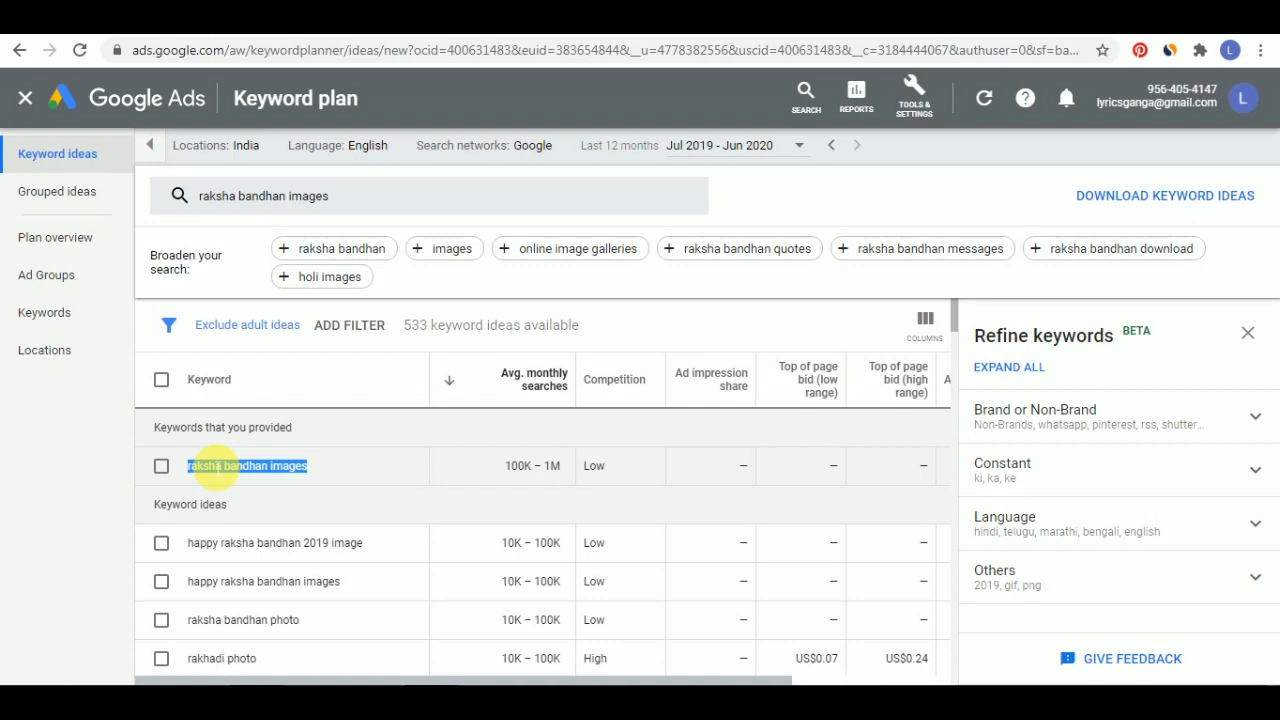 ads.google.com/aw/keywordplanner/ideas/new?ocid=400631483&euid=383654844&__u=4778382556&uscid=400631483&__c=3184444067&authuser=0&sf=ba...
L
Google Ads
Keyword plan
SEARCH
REPORTS
TOOLS &
SETTINGS
956-405-4147
lyricsganga@gmail.com
L
Keyword ideas
Grouped ideas
Plan overview
Ad Groups
Keywords
Locations
Locations: India Language: English Search networks: Google Last 12 months Jul 2019 - Jun 2020
raksha bandhan images
DOWNLOAD KEYWORD IDEAS
Broaden your
search:
+ raksha bandhan + images + online image galleries + raksha bandhan quotes + raksha bandhan messages + raksha bandhan download
+ holi images
Exclude adult ideas ADD FILTER 533 keyword ideas available
COLUMNS
Keyword
Avg. monthly
searches
Competition
Ad impression
share
Top of page
bid (low
range)
Top of page
bid (high
range)
A
Keywords that you provided
raksha bandhan images 100K – 1M Low – – –
Keyword ideas
happy raksha bandhan 2019 image 10K – 100K Low – – –
happy raksha bandhan images 10K – 100K Low – – –
raksha bandhan photo 10K – 100K Low – – –
rakhadi photo 10K – 100K High – US$0.07 US$0.24
Refine keywords BETA
EXPAND ALL
Brand or Non-Brand
Non-Brands, whatsapp, pinterest, rss, shutter...
Constant
ki, ka, ke
Language
hindi, telugu, marathi, bengali, english
Others
2019, gif, png
GIVE FEEDBACK